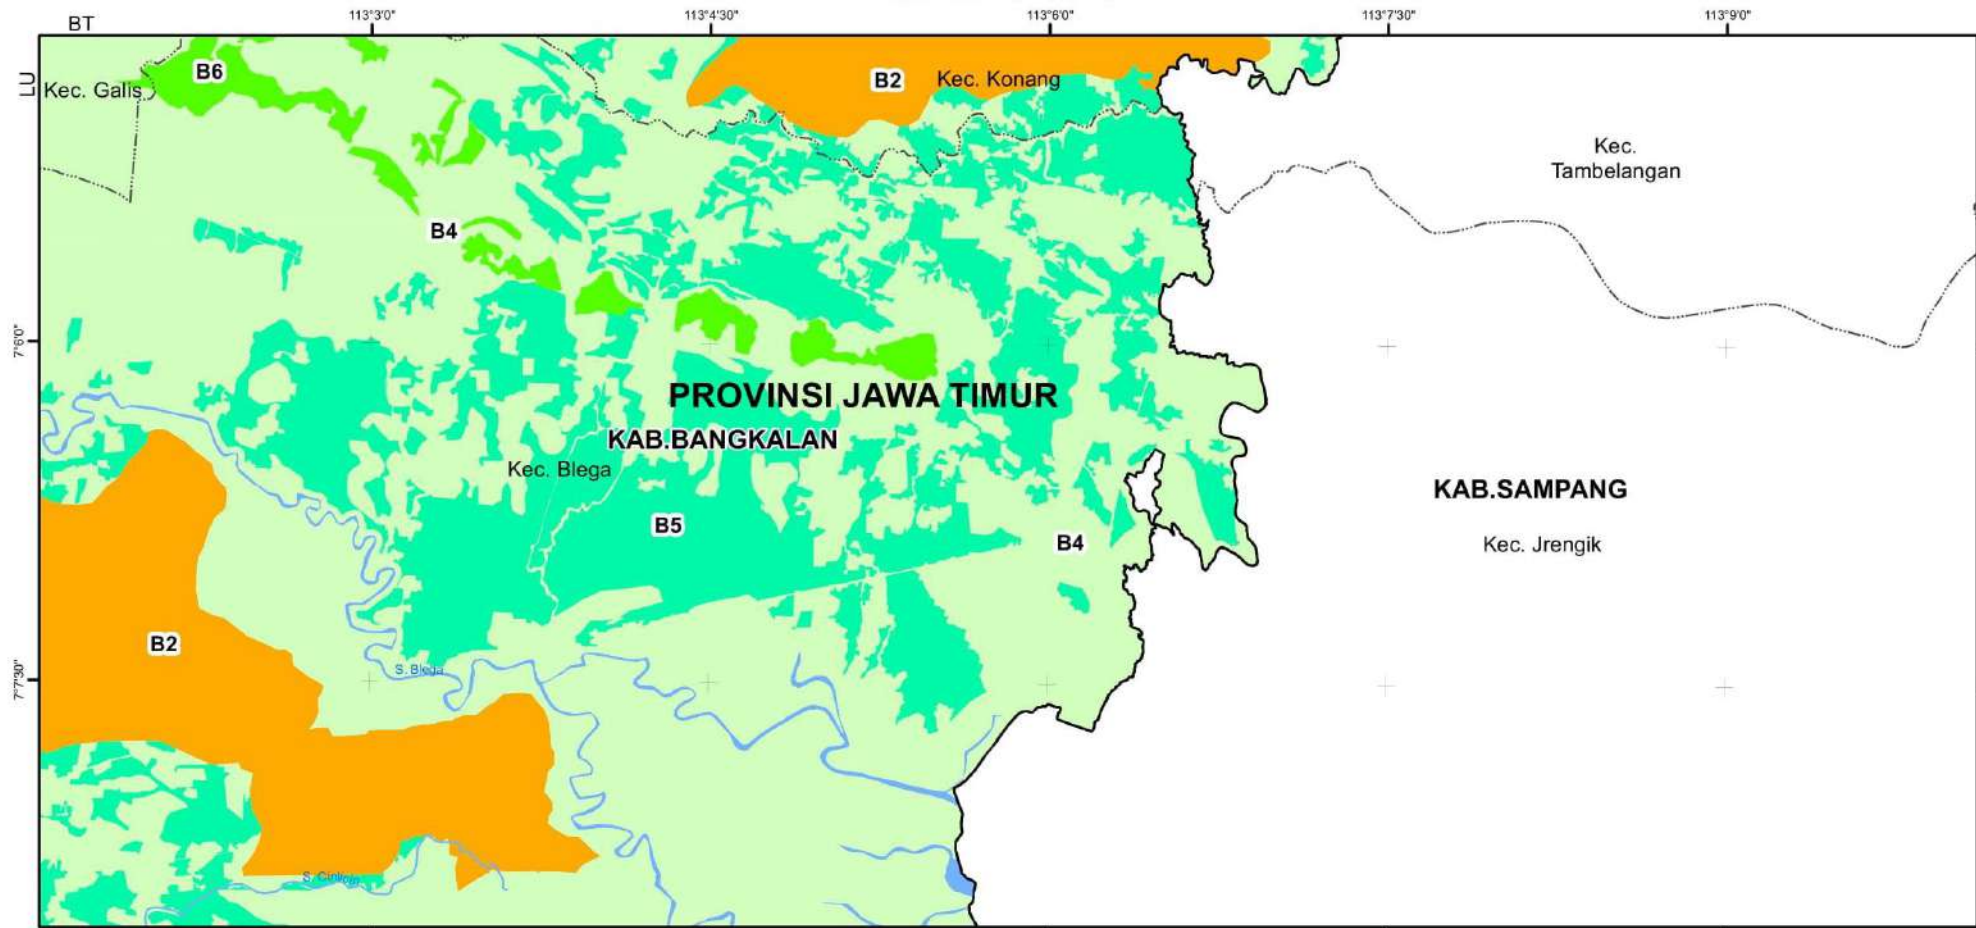 BT
113°3'0"
113°4'30"
113°6'0"
113°7'30"
113°9'0"
LU
Kec. Galis
B6
B2
Kec. Konang
Kec.
Tambelangan
B4
7°6'0"
PROVINSI JAWA TIMUR
KAB.BANGKALAN
Kec. Blega
KAB.SAMPANG
B5
B4
Kec. Jrengik
B2
S. Blega
7°7'30"